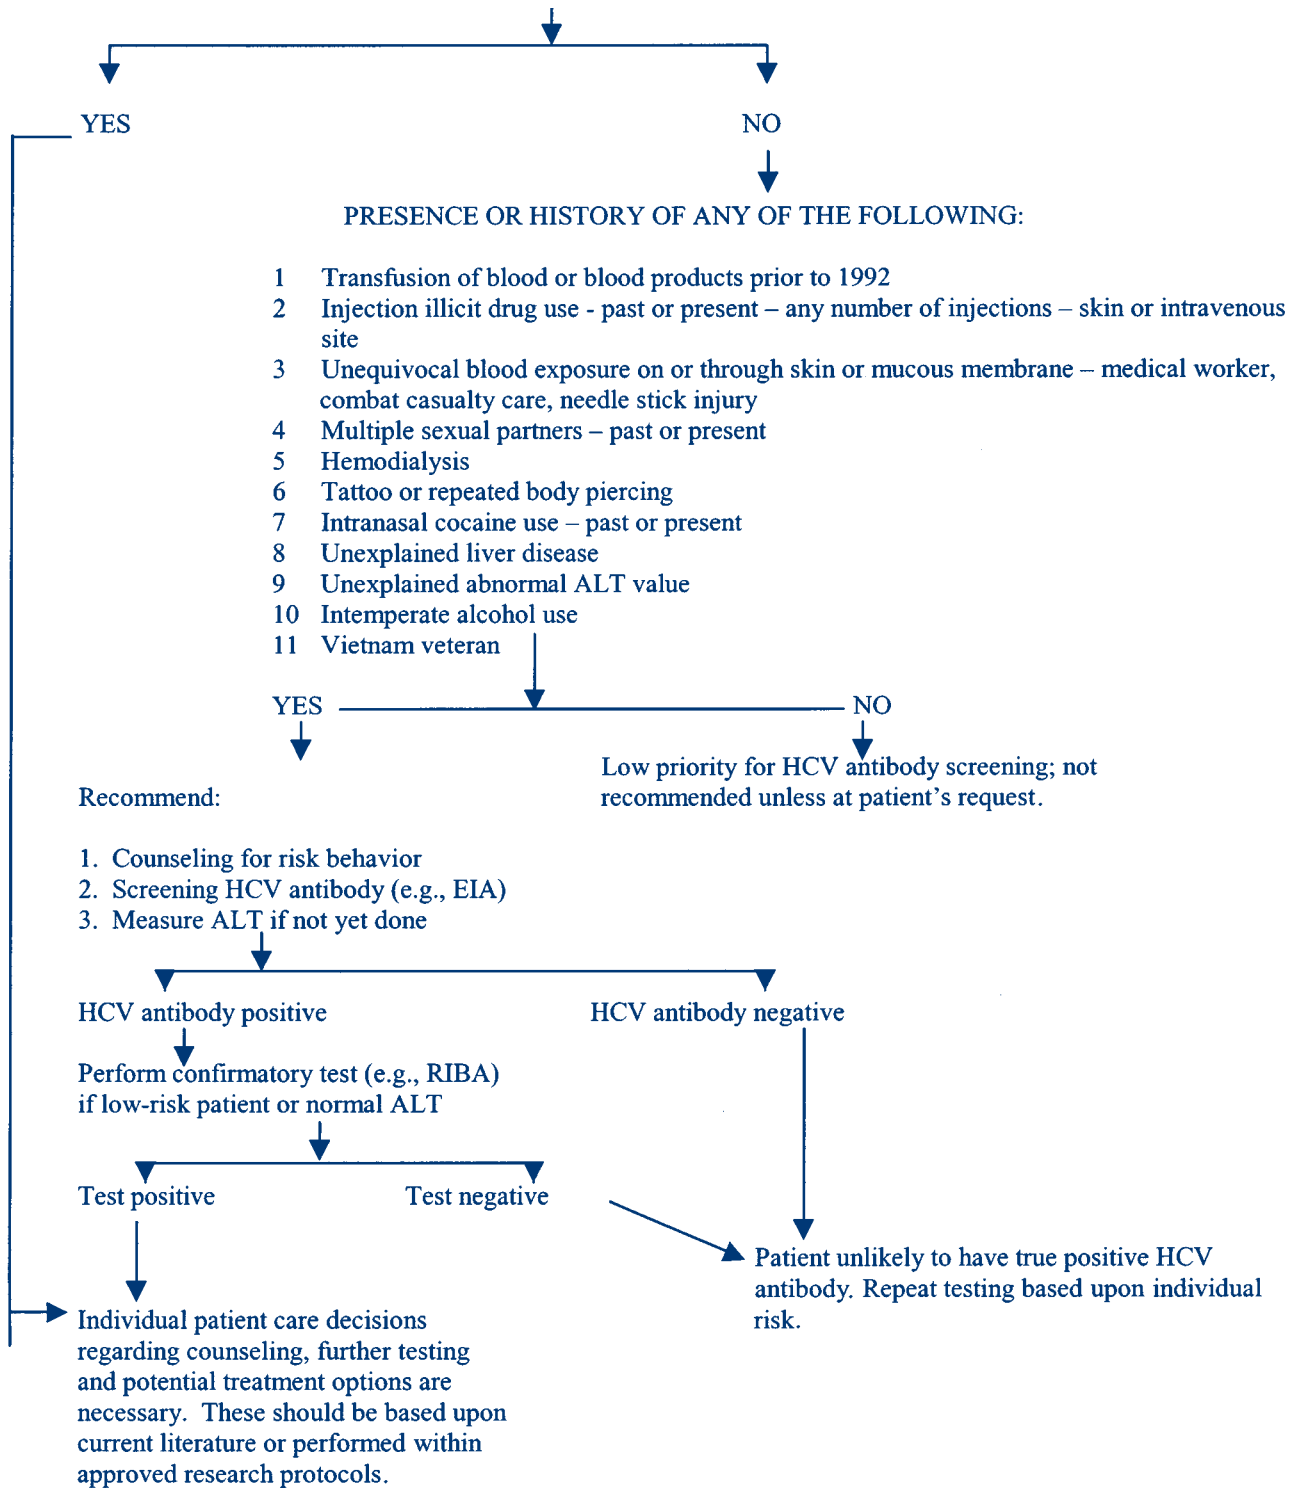 YES
NO
PRESENCE OR HISTORY OF ANY OF THE FOLLOWING:
1 Transfusion of blood or blood products prior to 1992
2 Injection illicit drug use - past or present – any number of injections – skin or intravenous
site
3 Unequivocal blood exposure on or through skin or mucous membrane – medical worker,
combat casualty care, needle stick injury
4 Multiple sexual partners – past or present
5 Hemodialysis
6 Tattoo or repeated body piercing
7 Intranasal cocaine use – past or present
8 Unexplained liver disease
9 Unexplained abnormal ALT value
10 Intemperate alcohol use
11 Vietnam veteran
YES
NO
Low priority for HCV antibody screening; not
recommended unless at patient's request.
Recommend:
1. Counseling for risk behavior
2. Screening HCV antibody (e.g., EIA)
3. Measure ALT if not yet done
HCV antibody positive
HCV antibody negative
Perform confirmatory test (e.g., RIBA)
if low-risk patient or normal ALT
Test positive
Test negative
Patient unlikely to have true positive HCV
antibody. Repeat testing based upon individual
risk.
Individual patient care decisions
regarding counseling, further testing
and potential treatment options are
necessary. These should be based upon
current literature or performed within
approved research protocols.